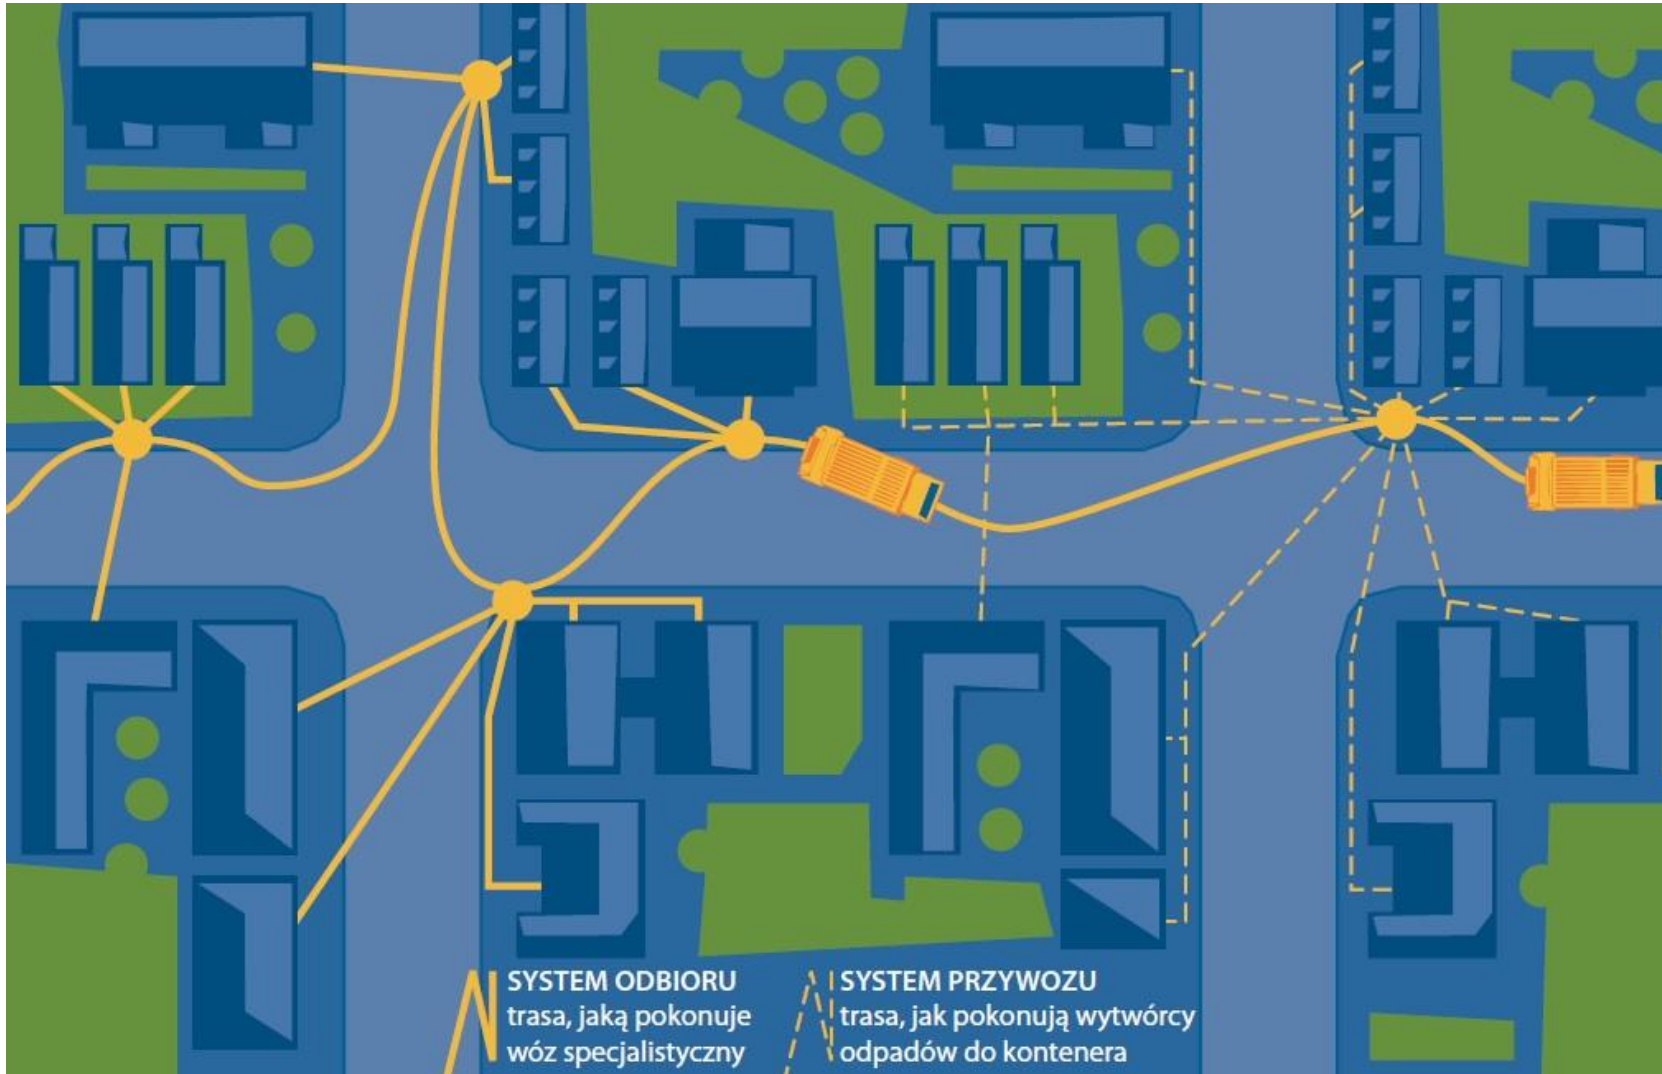 SYSTEM ODBIORU
trasa, jaką pokonuje
wóz specjalistyczny
SYSTEM PRZYWOZU
trasa, jak pokonują wytwórcy
odpadów do kontenera